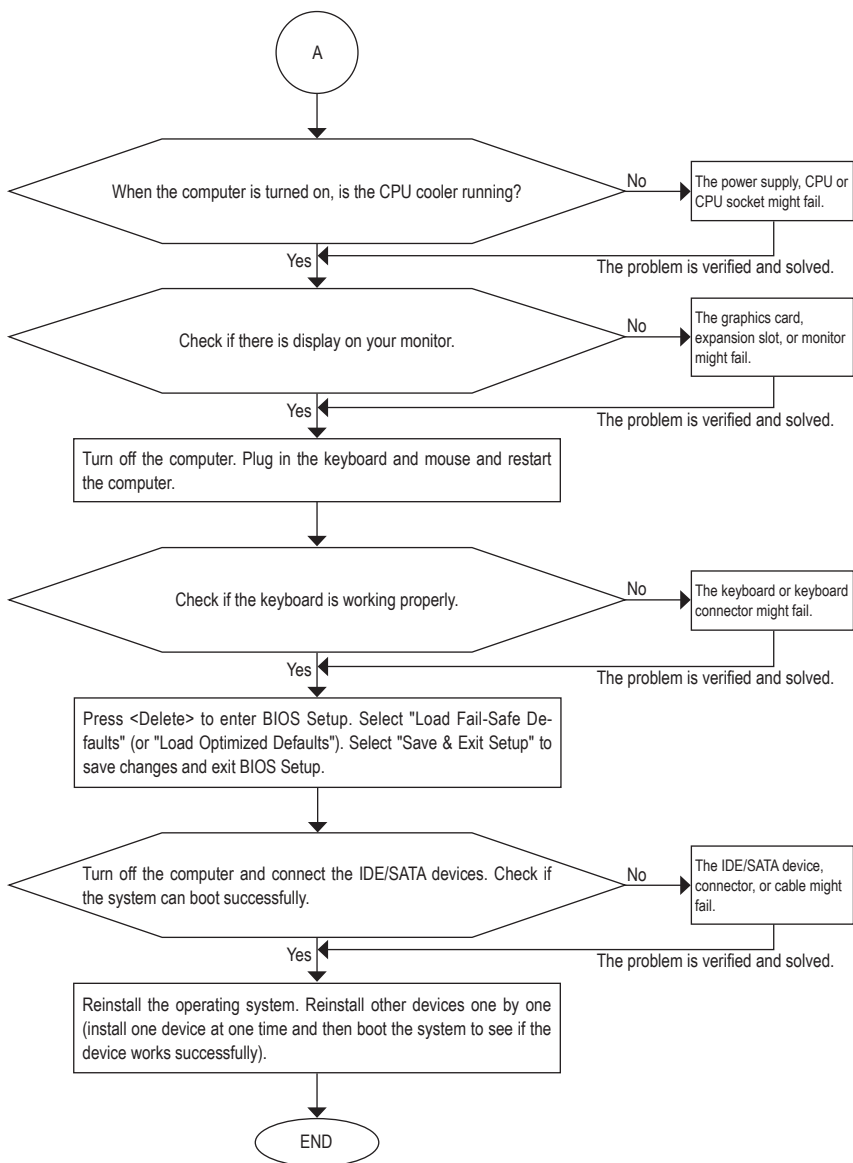 A
When the computer is turned on, is the CPU cooler running?
No
The power supply, CPU or
CPU socket might fail.
Yes
The problem is verified and solved.
Check if there is display on your monitor.
No
The graphics card,
expansion slot, or monitor
might fail.
Yes
The problem is verified and solved.
Turn off the computer. Plug in the keyboard and mouse and restart
the computer.
Check if the keyboard is working properly.
No
The keyboard or keyboard
connector might fail.
Yes
The problem is verified and solved.
Press <Delete> to enter BIOS Setup. Select "Load Fail-Safe De-
faults" (or "Load Optimized Defaults"). Select "Save & Exit Setup" to
save changes and exit BIOS Setup.
Turn off the computer and connect the IDE/SATA devices. Check if
the system can boot successfully.
No
The IDE/SATA device,
connector, or cable might
fail.
Yes
The problem is verified and solved.
Reinstall the operating system. Reinstall other devices one by one
(install one device at one time and then boot the system to see if the
device works successfully).
END